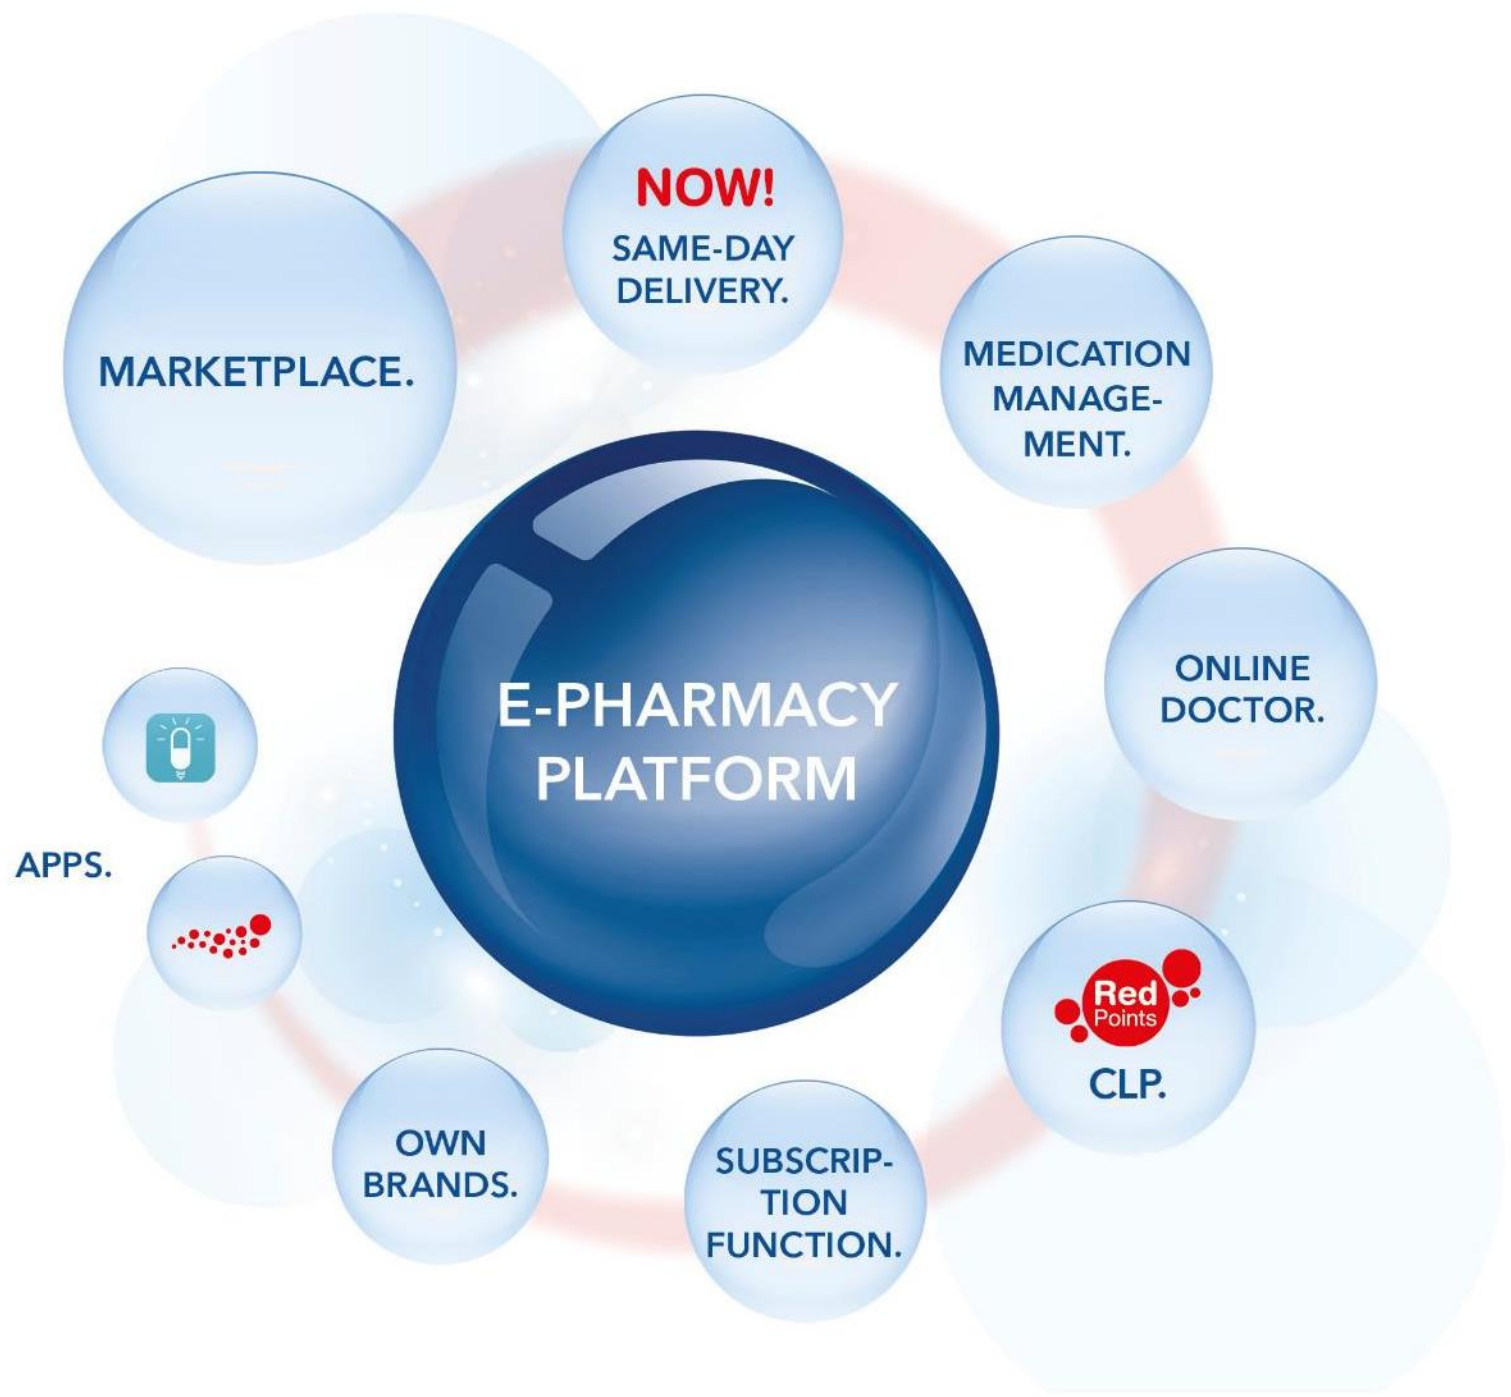 NOW!
SAME-DAY
DELIVERY.
MARKETPLACE.
MEDICATION
MANAGE-
MENT.
ONLINE
DOCTOR.
E-PHARMACY
PLATFORM
APPS.
Red
Points
CLP.
OWN
BRANDS.
SUBSCRIP-
TION
FUNCTION.